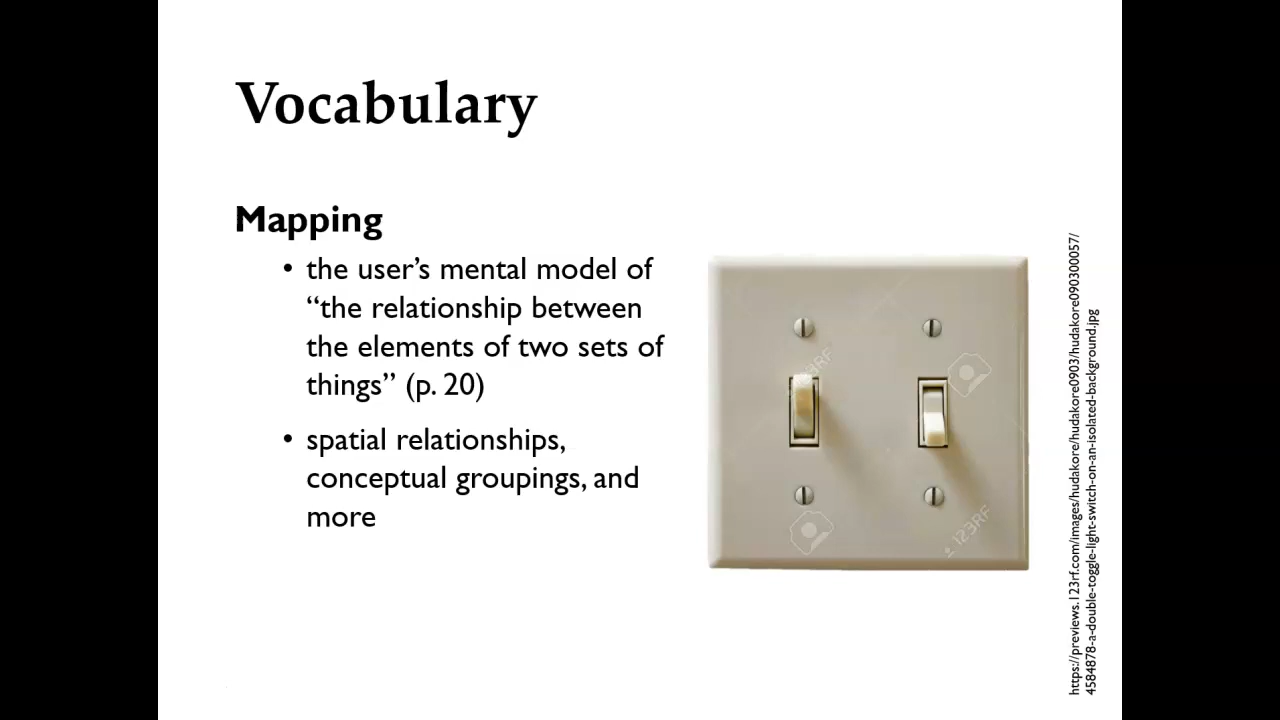 Vocabulary
Mapping
• the user’s mental model of
“the relationship between
the elements of two sets of
things” (p. 20)
• spatial relationships,
conceptual groupings, and
more
123RF
123RF
https://previews.123rf.com/images/hudakore/hudakore0903/hudakore090300057/
4584878-a-double-toggle-light-switch-on-an-isolated-background.jpg